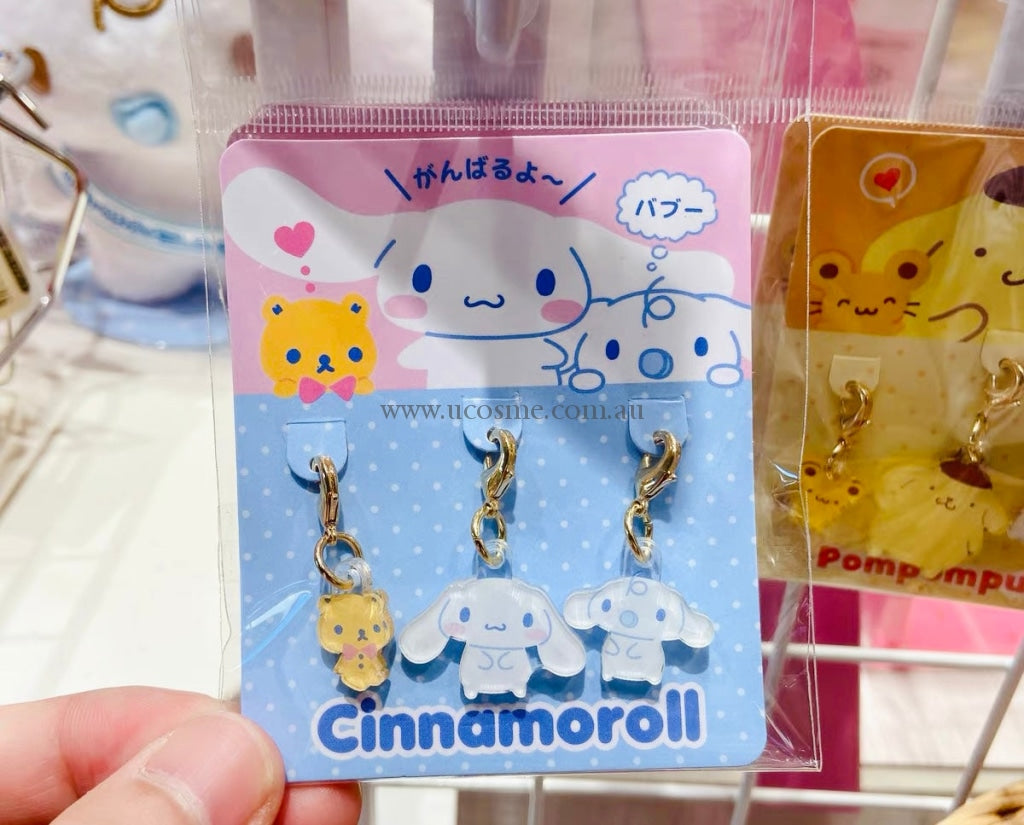 がんばるよ〜
バブー
www.ucosme.com.au
Cinnamoroll
Pompompu